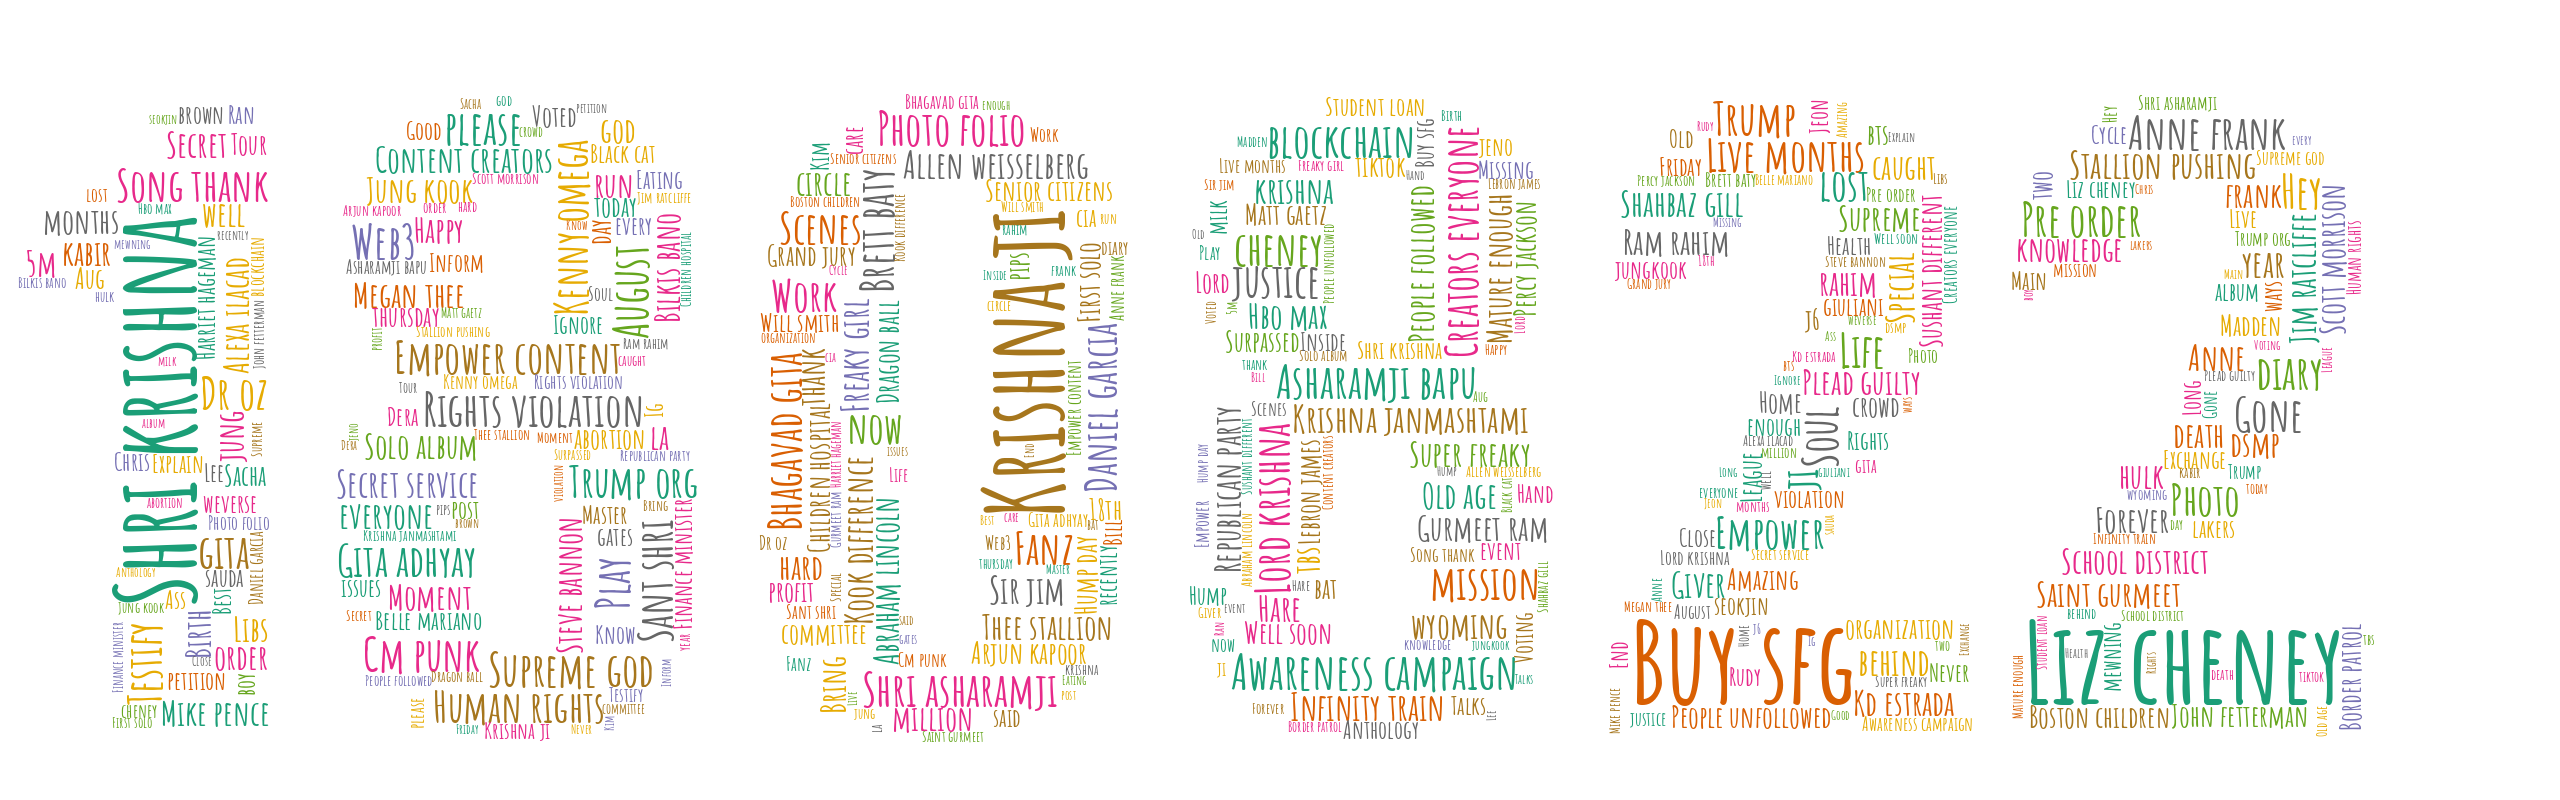 Seokjin
Brown
Ran
Secret
Tour
Lost
Song thank
Months
Hbo max
Well
Mewning
Recently
5m
Kabir
Bilkis bano
Aug
Hulk
Shri krishna
Krishna
Harriet hageman
Alexa ilacad
John fetterman
Blockchain
Milk
Dr oz
Album
Jung
Supreme
Chris
Explain
Lee
Sacha
Abortion
Weverse
Photo folio
Gita
Daniel garcia
Anthology
Sauda
Jung kook
Ass
Best
Finance minister
Testify
Birth
Libs
Close
Order
Petition
Boy
Cheney
First solo
Mike pence
Sacha
God
Voted
Petition
Good
Please
Crowd
God
Content creators
Black cat
Jung kook
Scott morrison
Kenny omega
Run
Eating
Jim ratcliffe
Arjun kapoor
Order
Hard
Today
Web3
Happy
Know
Day
Every
Bilkis bano
Children hospital
Asharamji bapu
Inform
Megan thee
Soul
August
Thursday
Matt gaetz
Ignore
Profit
Stallion pushing
Ram rahim
Empower content
Caught
Tour
Kenny omega
Rights violation
Dera
Rights violation
IG
Jeno
Dera
Solo album
Thee stallion
Moment
Abortion
LA
Surpassed
Republican party
Secret service
Violation
Trump org
Everyone
Pips
Post
Brown
Master
Bring
Krishna janmashtami
Gates
Sant shri
Finance minister
Gita adhyay
Issues
Moment
Steve bannon
Play
Secret
Belle mariano
Know
Year
Cm punk
People followed
Dragon ball
Supreme god
Inform
Testify
Committee
Please
Human rights
Kim
Friday
Krishna ji
Never
Bhagavad gita
Enough
Care
Photo folio
Work
Kim
Senior citizens
Allen weisselberg
Circle
Boston children
Brett baty
Kook difference
Senior citizens
Will smith
Scenes
CIA
Run
Grand jury
Rahim
Diary
Cycle
Inside
Pips
Frank
First solo
Anne frank
Work
Freaky girl
Dragon ball
Circle
Krishna ji
Will smith
Organization
Daniel garcia
Bhagavad gita
Thank
CIA
Empower content
Children hospital
Now
Harriet hageman
Issues
End
Gurmeet ram
Kook difference
Life
Best
Care
Gita adhyay
18th
Bat
Bill
Dr oz
Abraham lincoln
Web3
Fanz
Thursday
Master
Hump day
Recently
Hard
Profit
Special
Sir jim
Sant shri
Said
Thee stallion
Committee
Gates
Fanz
Cm punk
Arjun kapoor
Krishna
Bring
Live
Shri asharamji
Eating
Post
Jung
Million
Said
LA
Saint gurmeet
Student loan
Birth
Madden
Blockchain
Buy sfg
Creators everyone
Jeno
Live months
Freaky girl
Tiktok
Hand
Missing
Sir jim
Krishna
Lebron james
Milk
Matt gaetz
People followed
Mature enough
Percy jackson
Old
Play
Cheney
People unfollowed
Lord
Justice
Voted
5m
Hbo max
Lord
Surpassed
Inside
Solo album
Shri krishna
Happy
Thank
Bill
Asharamji bapu
Aug
Scenes
Krishna janmashtami
Republican party
Sushant different
Hump day
Lord krishna
Lebron james
Content creators
Super freaky
Hump
Allen weisselberg
Old age
Black cat
Hand
Empower
Abraham lincoln
TBS
Gurmeet ram
Song thank
Event
Hare
Bat
Mission
Shahbaz gill
Hump
Giver
Event
Hare
Ran
Well soon
Wyoming
Voting
Now
Knowledge
Jungkook
Ji
Awareness campaign
Talks
Forever
Infinity train
Talks
Lee
Border patrol
Anthology
Rudy
Trump
Jeon
Amazing
Old
BTS
Explain
Friday
Live months
Caught
Percy jackson
Brett baty
Belle mariano
Lost
Libs
Pre order
Shahbaz gill
Missing
Supreme
Sushant different
Creators everyone
Ram rahim
Health
Well soon
Jungkook
18th
Steve bannon
Grand jury
Rahim
Special
Giuliani
J6
Weverse
DSMP
Ass
Life
Kd estrada
Photo
BTS
Ignore
Plead guilty
Home
Crowd
Ways
Enough
Soul
Alexa ilacad
Million
Rights
Long
League
Well
Ji
Giuliani
Gita
Everyone
Jeon
Months
Violation
Close
Empower
Sauda
Lord krishna
Secret service
Anne
Giver
Amazing
Megan thee
August
Seokjin
Buy sfg
Home
J6
IG
Organization
Two
Exchange
End
Rudy
Behind
Never
Super freaky
Mike pence
Justice
People unfollowed
Good
Kd estrada
Awareness campaign
Hey
Shri asharamji
Cycle
Anne frank
Every
Stallion pushing
Supreme god
Two
Liz cheney
Chris
Frank
Hey
Pre order
Live
Jim ratcliffe
Scott morrison
Human rights
Knowledge
Lakers
Trump org
Main
Mission
Boy
Main
Year
Album
Ways
Madden
Anne
Voting
League
Plead guilty
Diary
Long
Gone
Gone
Death
DSMP
Exchange
Hulk
Kabir
Trump
Wyoming
Photo
Today
Forever
Day
Lakers
Infinity train
School district
Saint gurmeet
Behind
School district
Liz cheney
Student loan
Health
Mewning
Rights
Death
Tiktok
Border patrol
TBS
Mature enough
Boston children
John fetterman
Old age